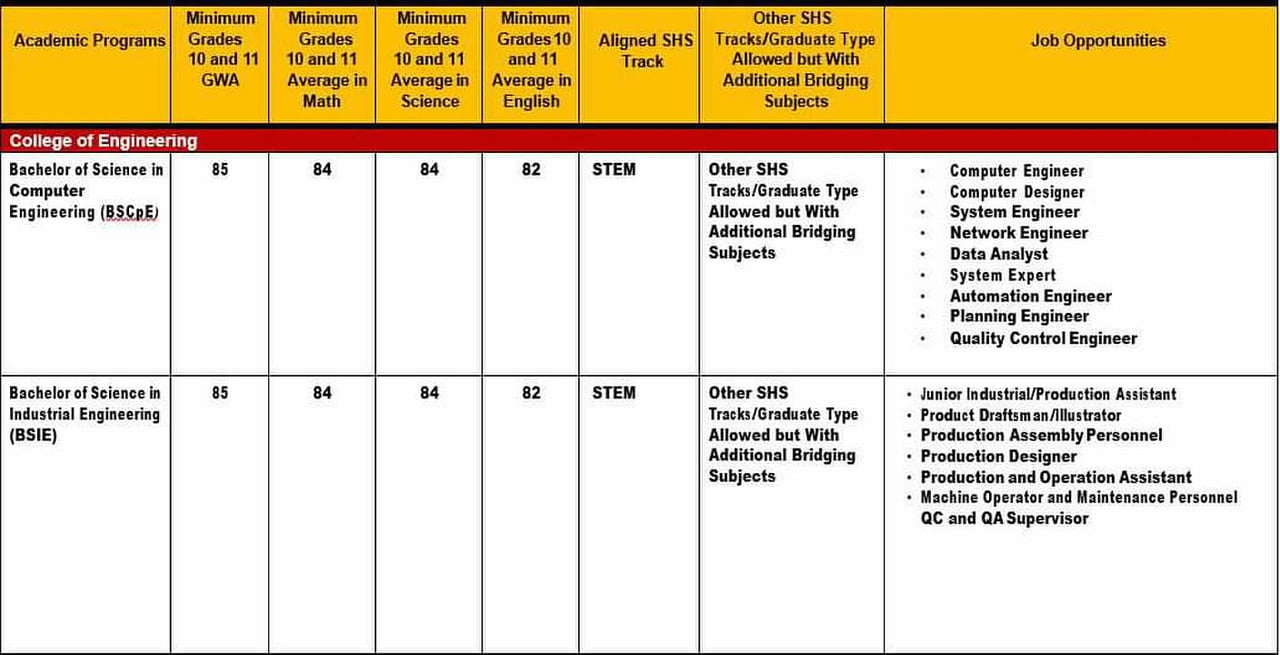 Academic Programs
Minimum
Grades
10 and 11
GWA
Minimum
Grades
10 and 11
Average in
Math
Minimum
Grades
10 and 11
Average in
Science
Minimum
Grades 10
and 11
Average in
English
Aligned SHS
Track
Other SHS
Tracks/Graduate Type
Allowed but With
Additional Bridging
Subjects
Job Opportunities
College of Engineering
Bachelor of Science in
Computer
Engineering (BSCpE)
85
84
84
82
STEM
Other SHS
Tracks/Graduate Type
Allowed but With
Additional Bridging
Subjects
• Computer Engineer
• Computer Designer
• System Engineer
• Network Engineer
• Data Analyst
• System Expert
• Automation Engineer
• Planning Engineer
• Quality Control Engineer
Bachelor of Science in
Industrial Engineering
(BSIE)
85
84
84
82
STEM
Other SHS
Tracks/Graduate Type
Allowed but With
Additional Bridging
Subjects
• Junior Industrial/Production Assistant
• Product Draftsman/Illustrator
• Production Assembly Personnel
• Production Designer
• Production and Operation Assistant
• Machine Operator and Maintenance Personnel
QC and QA Supervisor